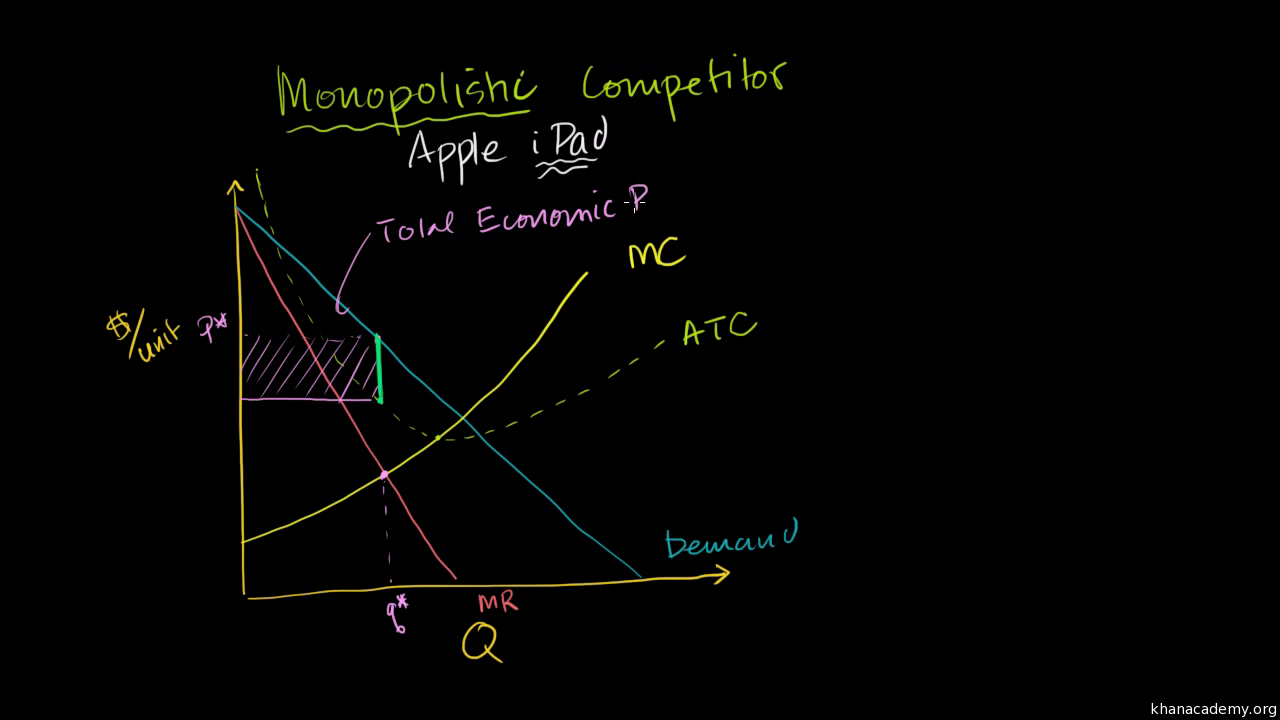 Monopolistic Competitor
Apple iPad
Total Economic P
MC
$/unit
P*
ATC
Demand
q*
MR
Q
khanacademy.org